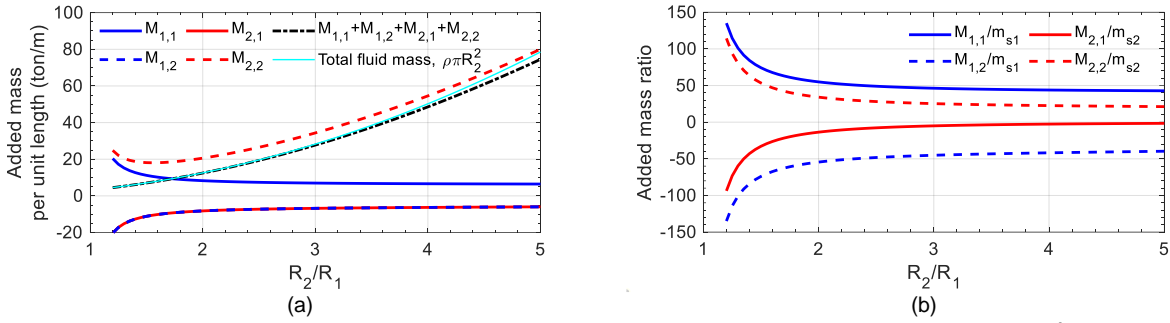 100
80
60
40
20
0
-20
1
2
3
4
5
Added mass
per unit length (ton/m)
R₂/R₁
M₁,₁
M₂,₁
M₁,₁+M₁,₂+M₂,₁+M₂,₂
M₁,₂
M₂,₂
Total fluid mass, ρπR₂²
(a)
150
100
50
0
-50
-100
-150
1
2
3
4
5
Added mass ratio
R₂/R₁
M₁,₁/mₛ₁
M₂,₁/mₛ₂
M₁,₂/mₛ₁
M₂,₂/mₛ₂
(b)